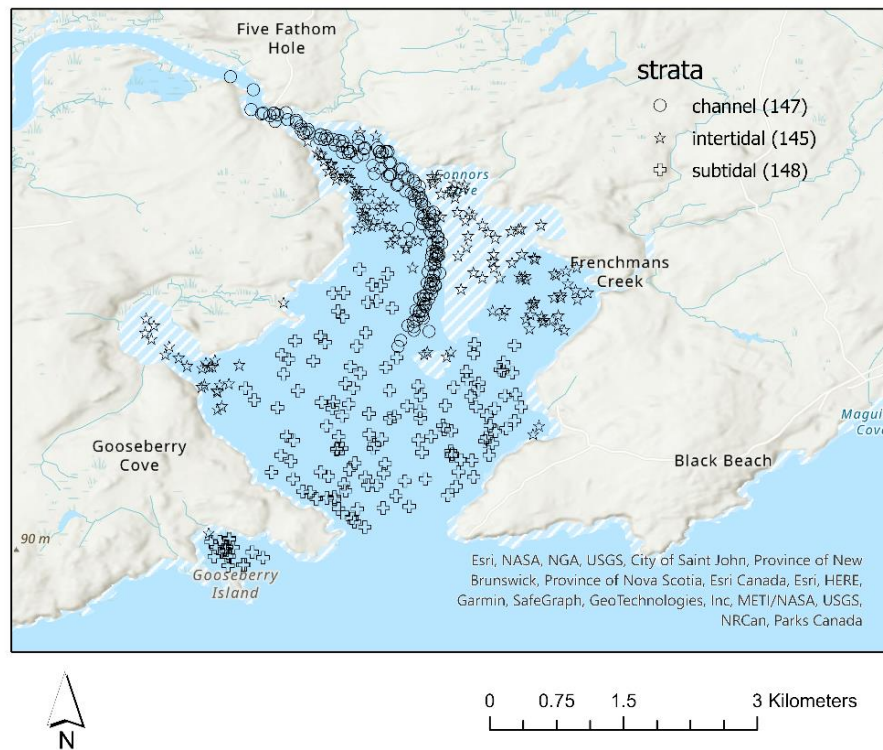 Five Fathom
Hole
strata
channel (147)
intertidal (145)
subtidal (148)
Frenchmans
Creek
Gooseberry
Cove
Black Beach
90 m
Gooseberry
Island
Esri, NASA, NGA, USGS, City of Saint John, Province of New
Brunswick, Province of Nova Scotia, Esri Canada, Esri, HERE,
Garmin, SafeGraph, GeoTechnologies, Inc, METI/NASA, USGS,
NRCan, Parks Canada
N
0 0.75 1.5 3 Kilometers